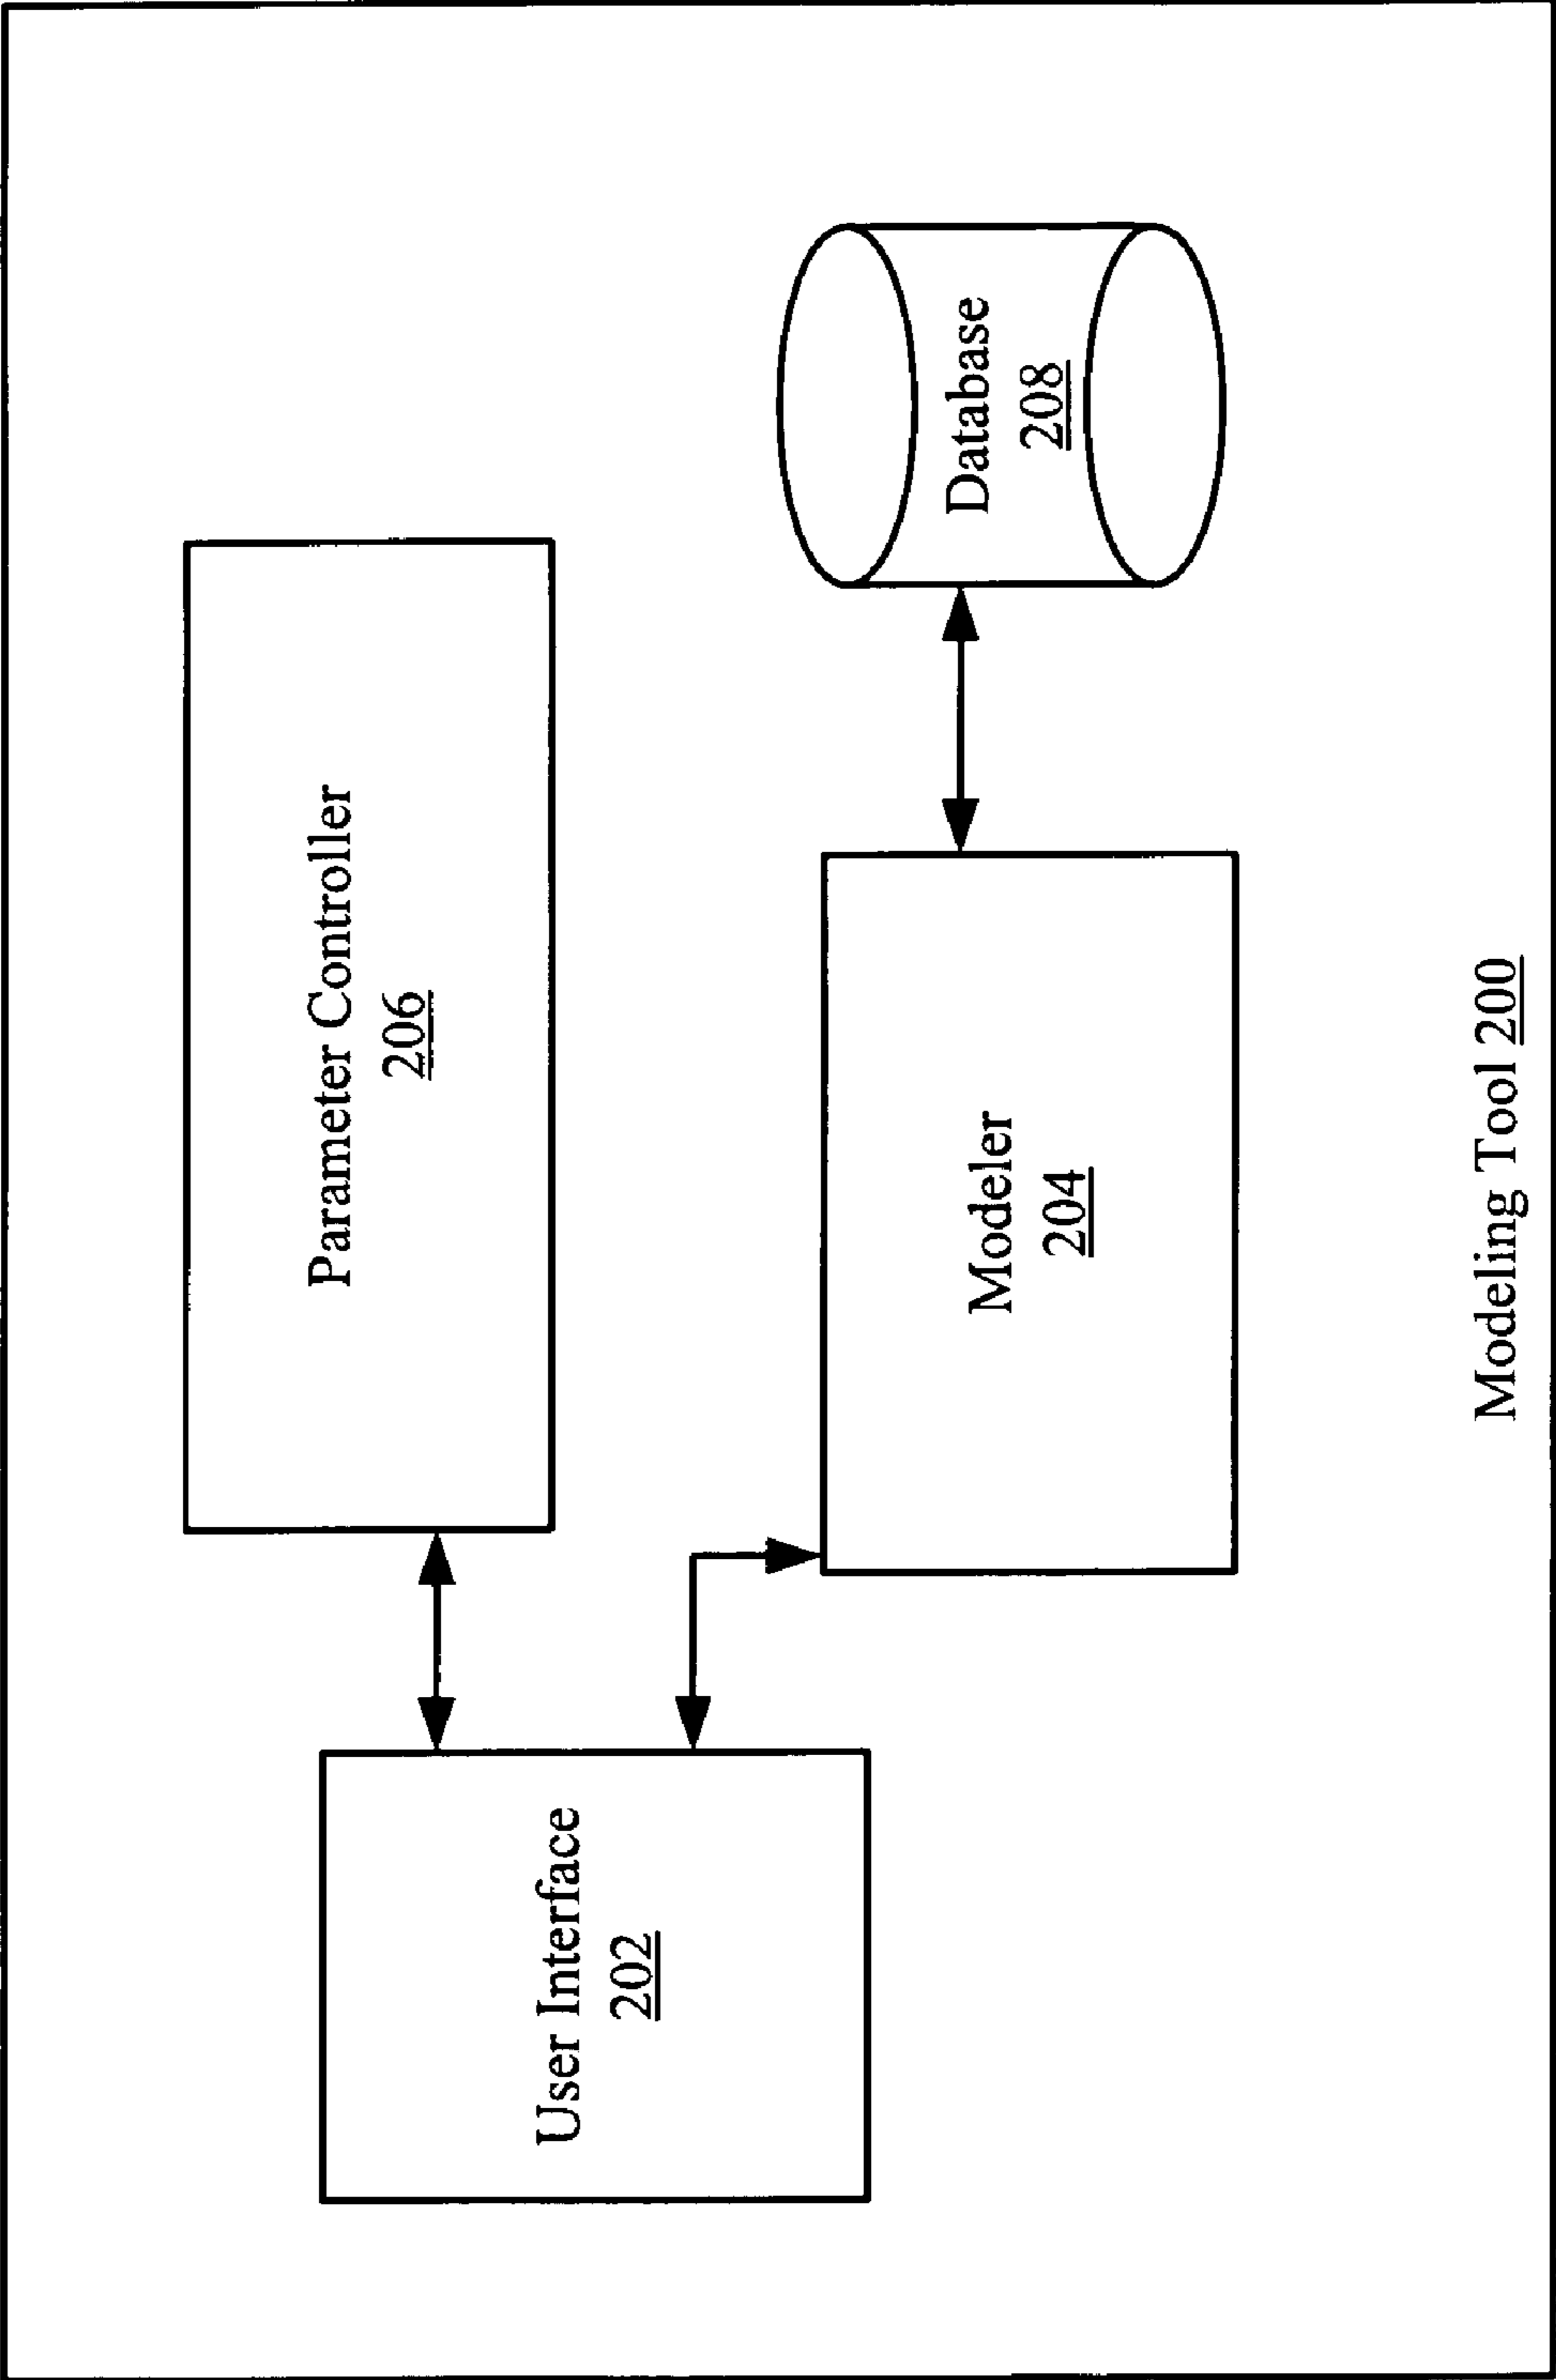 Parameter Controller
206
User Interface
202
Modeler
204
Database
208
Modeling Tool 200